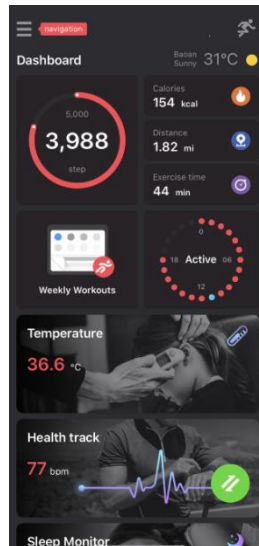 navigation
Dashboard
Baoan
Sunny
31°C
5,000
3,988
step
Calories
154 kcal
Distance
1.82 mi
Exercise time
44 min
Weekly Workouts
0
18 Active 06
12
Temperature
36.6 °C
Health track
77 bpm
Sleep Monitor